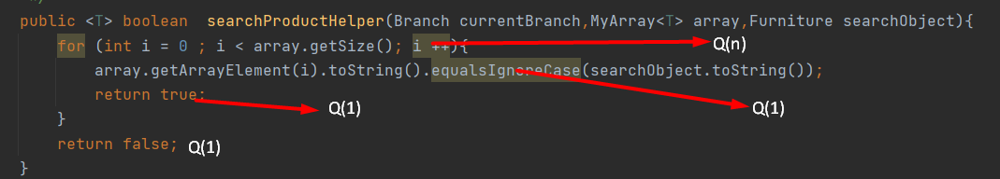 public <T> boolean searchProductHelper(Branch currentBranch,MyArray<T> array,Furniture searchObject){
for (int i = 0 ; i < array.getSize(); i ++){ Q(n)
array.getArrayElement(i).toString().equalsIgnoreCase(searchObject.toString());
return true; Q(1) Q(1)
}
return false; Q(1)
}